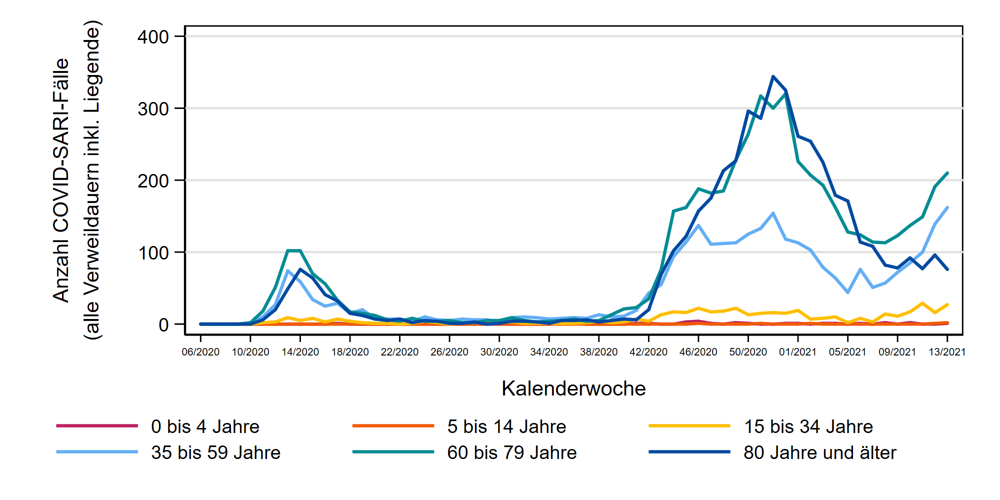 Anzahl COVID-SARI-Fälle
(alle Verweildauern inkl. Liegende)
400
300
200
100
0
06/2020 10/2020 14/2020 18/2020 22/2020 26/2020 30/2020 34/2020 38/2020 42/2020 46/2020 50/2020 01/2021 05/2021 09/2021 13/2021
Kalenderwoche
0 bis 4 Jahre 5 bis 14 Jahre 15 bis 34 Jahre
35 bis 59 Jahre 60 bis 79 Jahre 80 Jahre und älter